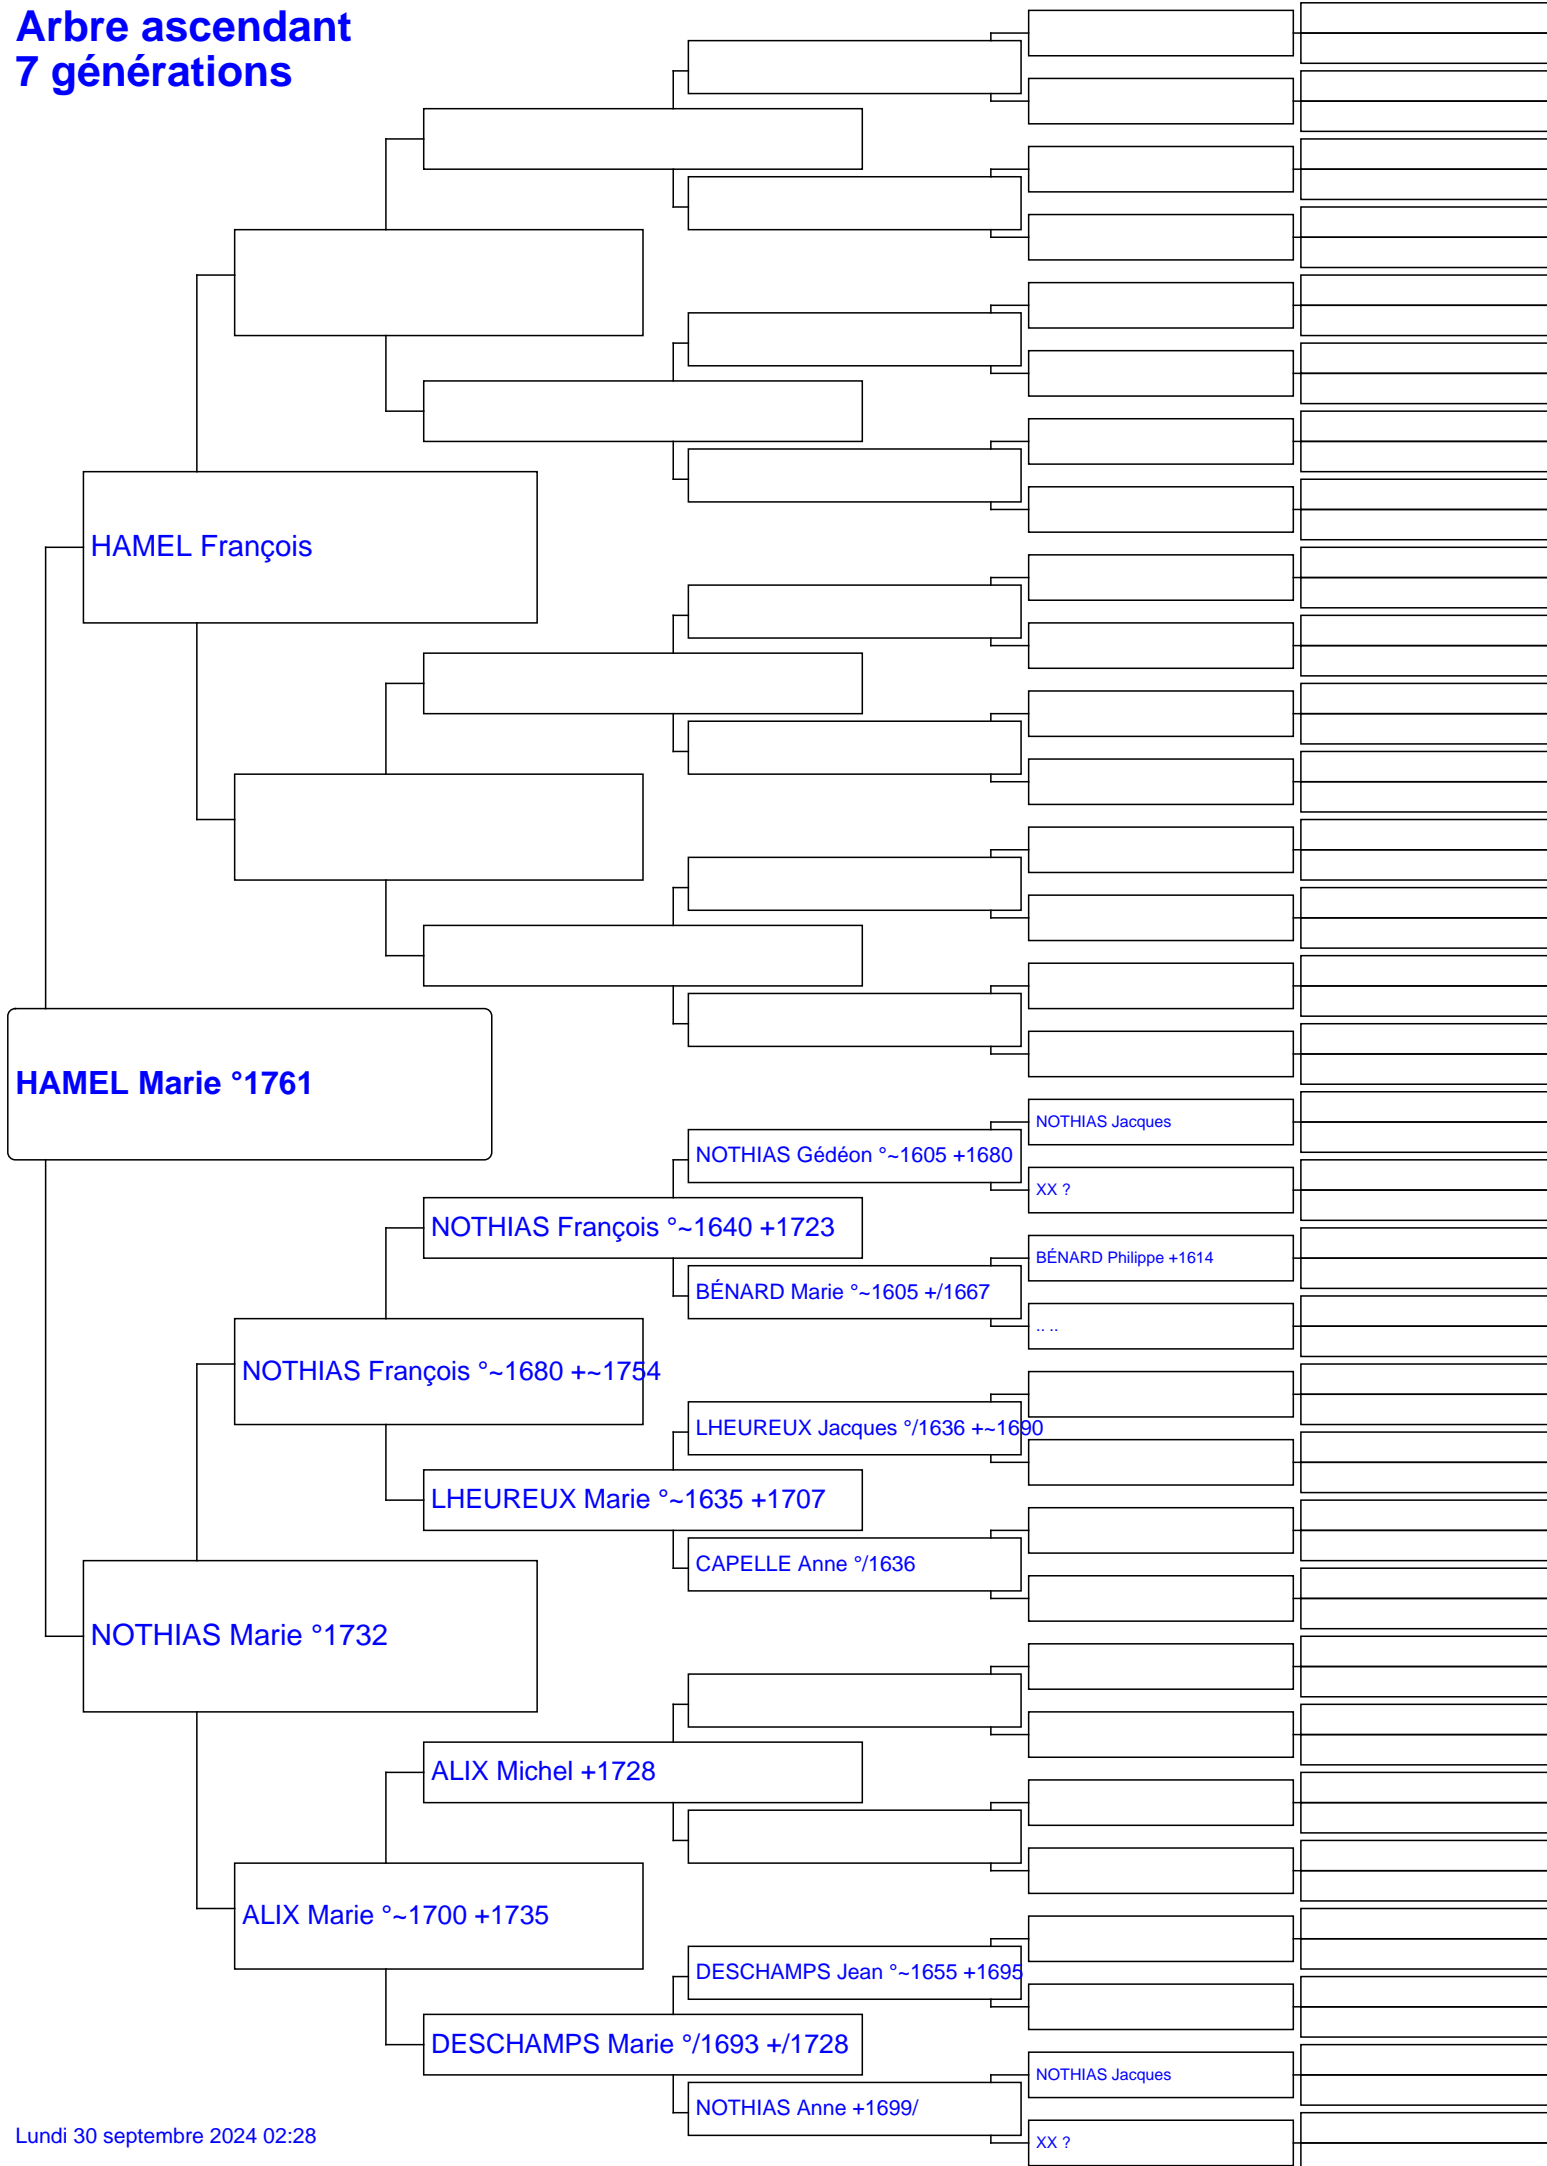 Arbre ascendant
7 générations
HAMEL François
HAMEL Marie °1761
NOTHIAS Jacques
NOTHIAS Gédéon °~1605 +1680
XX ?
NOTHIAS François °~1640 +1723
BÉNARD Philippe +1614
BÉNARD Marie °~1605 +/1667
.. ..
NOTHIAS François °~1680 +~1754
LHEUREUX Jacques °/1636 +~1690
LHEUREUX Marie °~1635 +1707
CAPELLE Anne °/1636
NOTHIAS Marie °1732
ALIX Michel +1728
ALIX Marie °~1700 +1735
DESCHAMPS Jean °~1655 +1695
DESCHAMPS Marie °/1693 +/1728
NOTHIAS Jacques
NOTHIAS Anne +1699/
XX ?
Lundi 30 septembre 2024 02:28